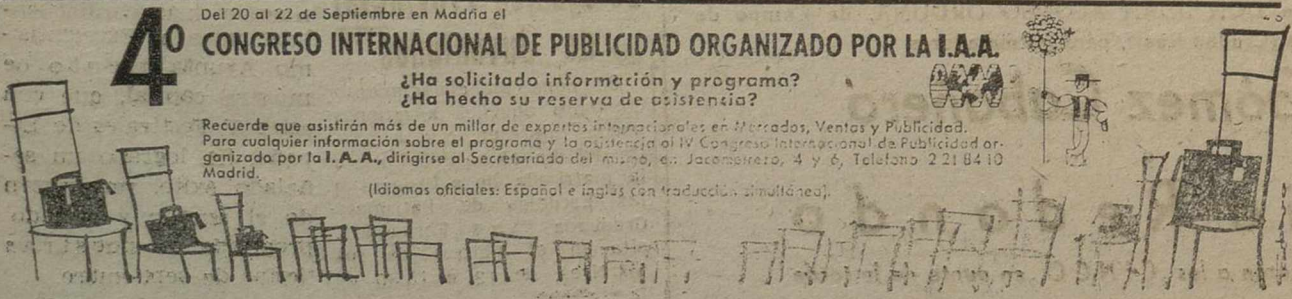 Del 20 al 22 de Septiembre en Madrid el
4º CONGRESO INTERNACIONAL DE PUBLICIDAD ORGANIZADO POR LA I.A.A.
¿Ha solicitado información y programa?
¿Ha hecho su reserva de asistencia?
Recuerde que asistirán más de un millar de expertos internacionales en Mercados, Ventas y Publicidad.
Para cualquier información sobre el programa y la asistencia al IV Congreso Internacional de Publicidad or-
ganizado por la I. A. A., dirigirse al Secretariado del mismo, en Jacometrezo, 4 y 6, Teléfono 2 21 84 10
Madrid.
(Idiomas oficiales: Español e inglés con traducción simultánea).